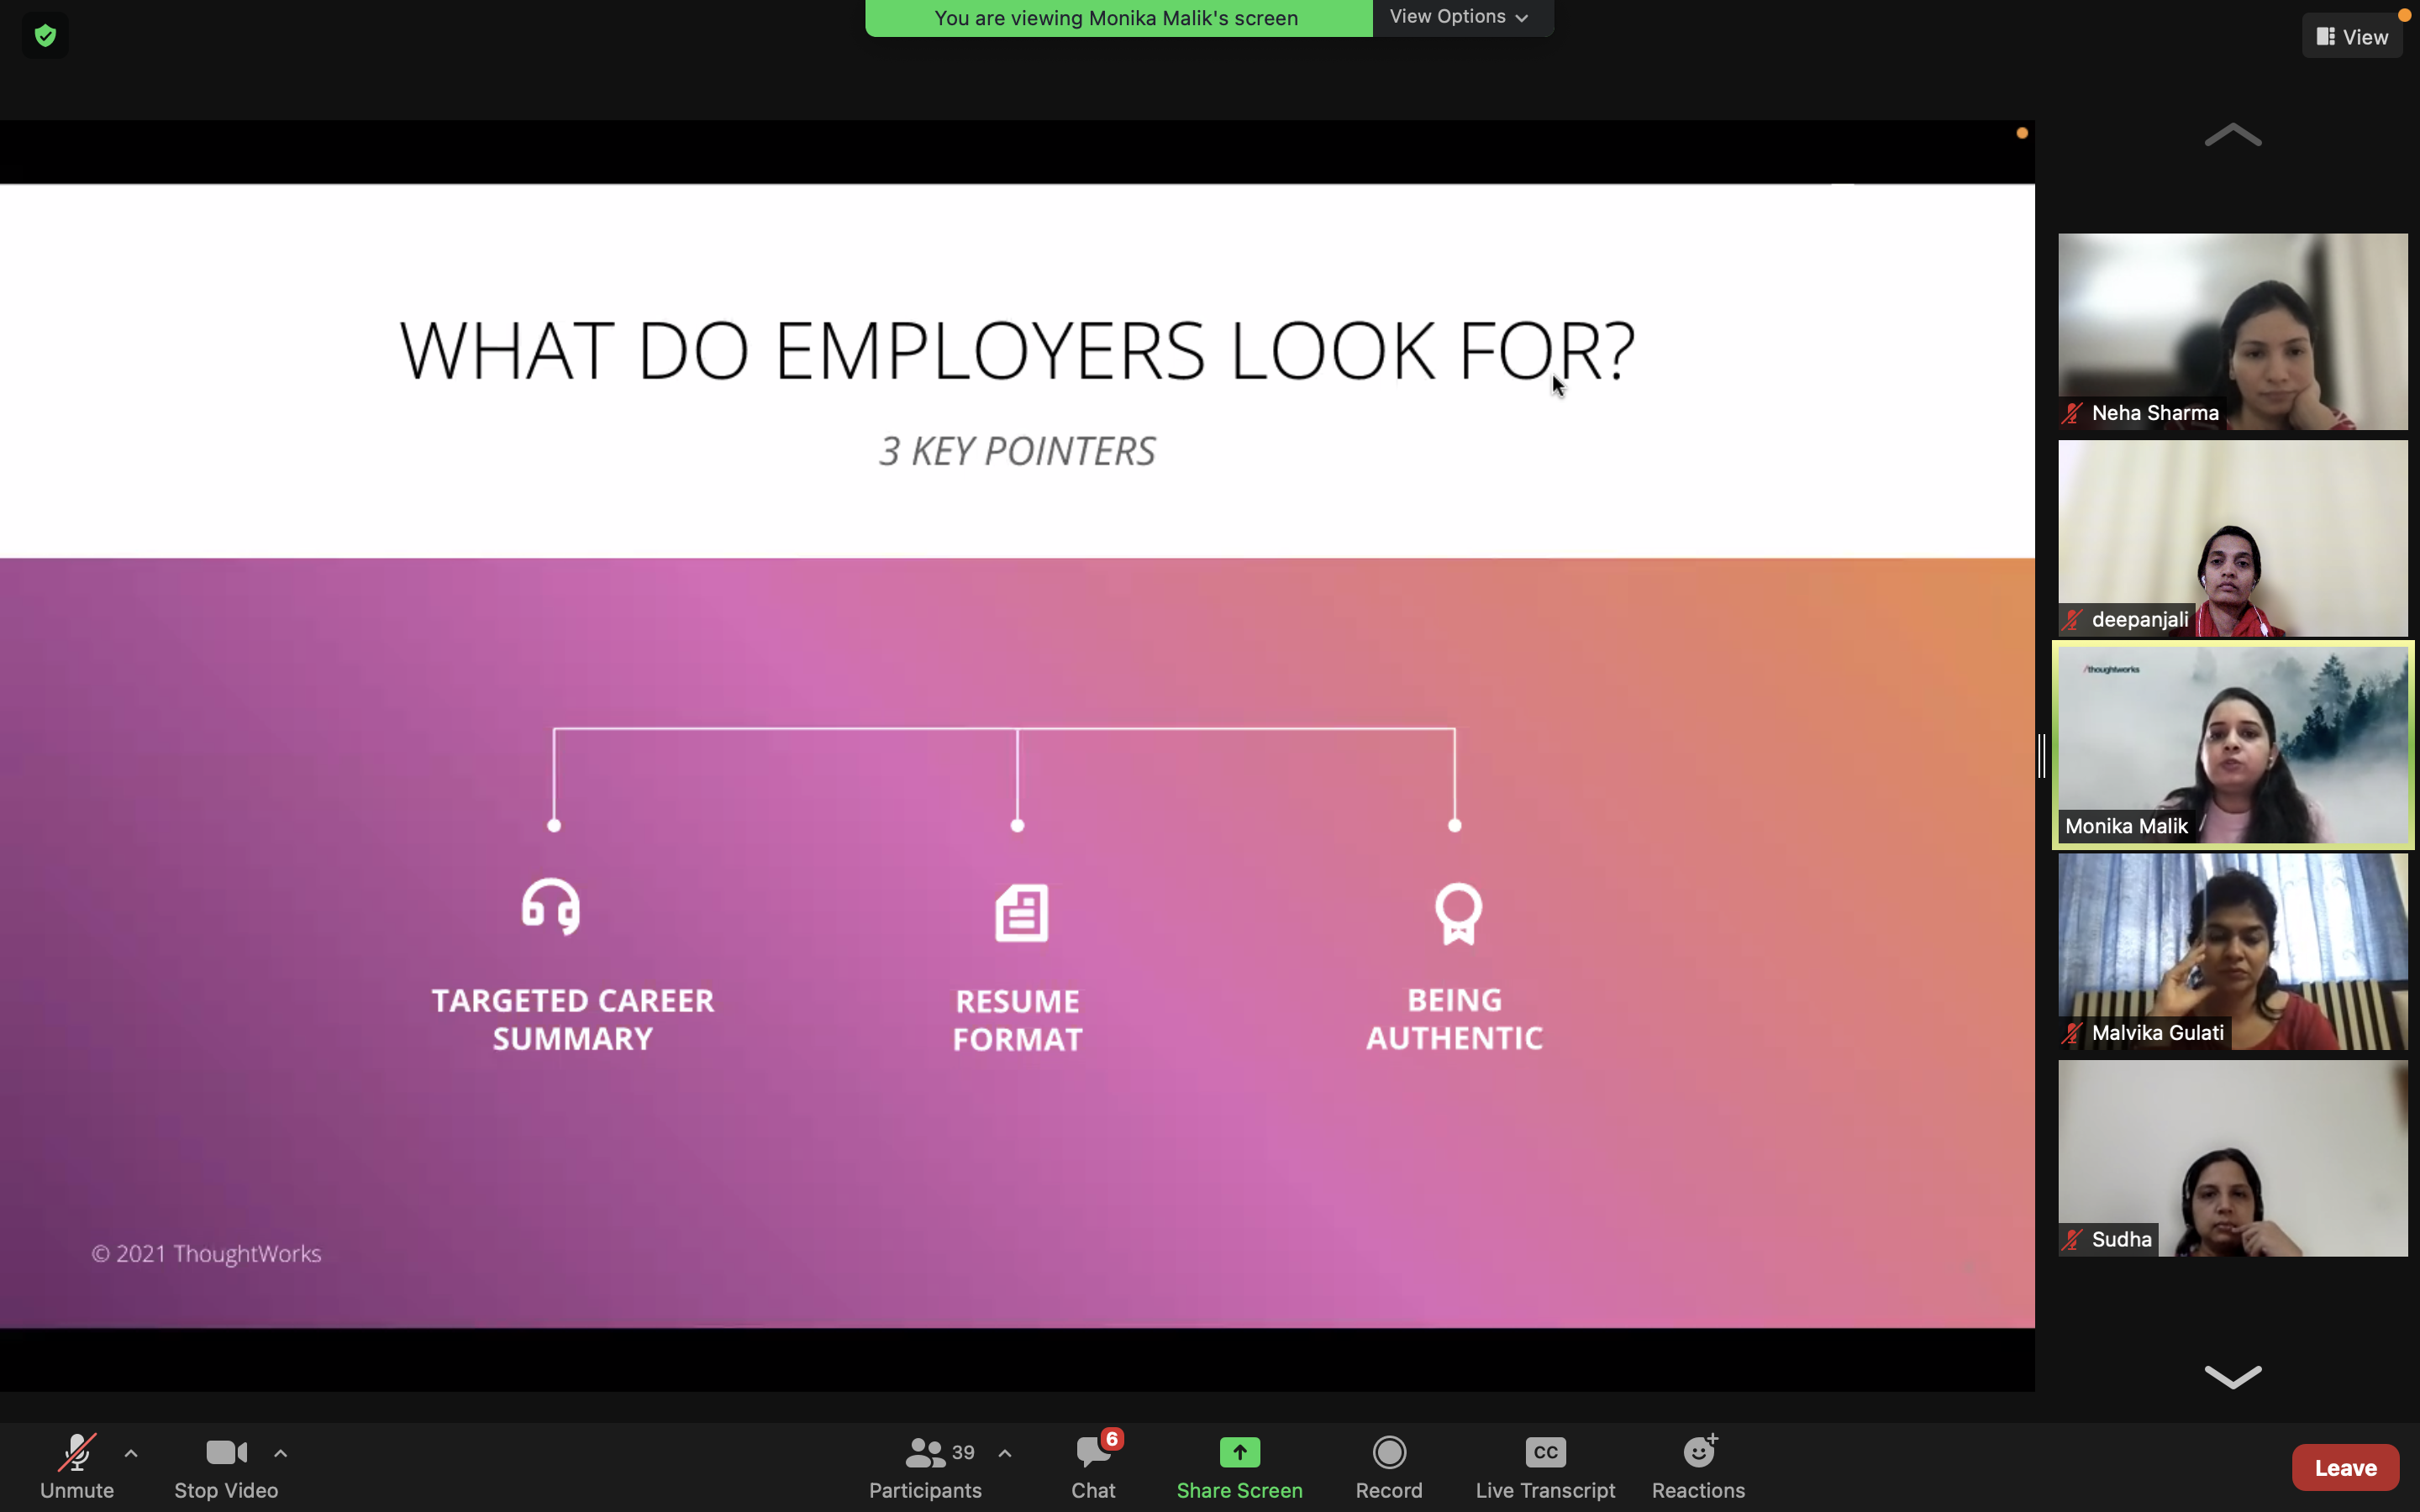 You are viewing Monika Malik's screen
View Options
View
WHAT DO EMPLOYERS LOOK FOR?
3 KEY POINTERS
TARGETED CAREER
SUMMARY
RESUME
FORMAT
BEING
AUTHENTIC
© 2021 ThoughtWorks
Neha Sharma
deepanjali
/thoughtworks
Monika Malik
Malvika Gulati
Sudha
Unmute
Stop Video
39
Participants
6
Chat
Share Screen
Record
CC
Live Transcript
Reactions
Leave